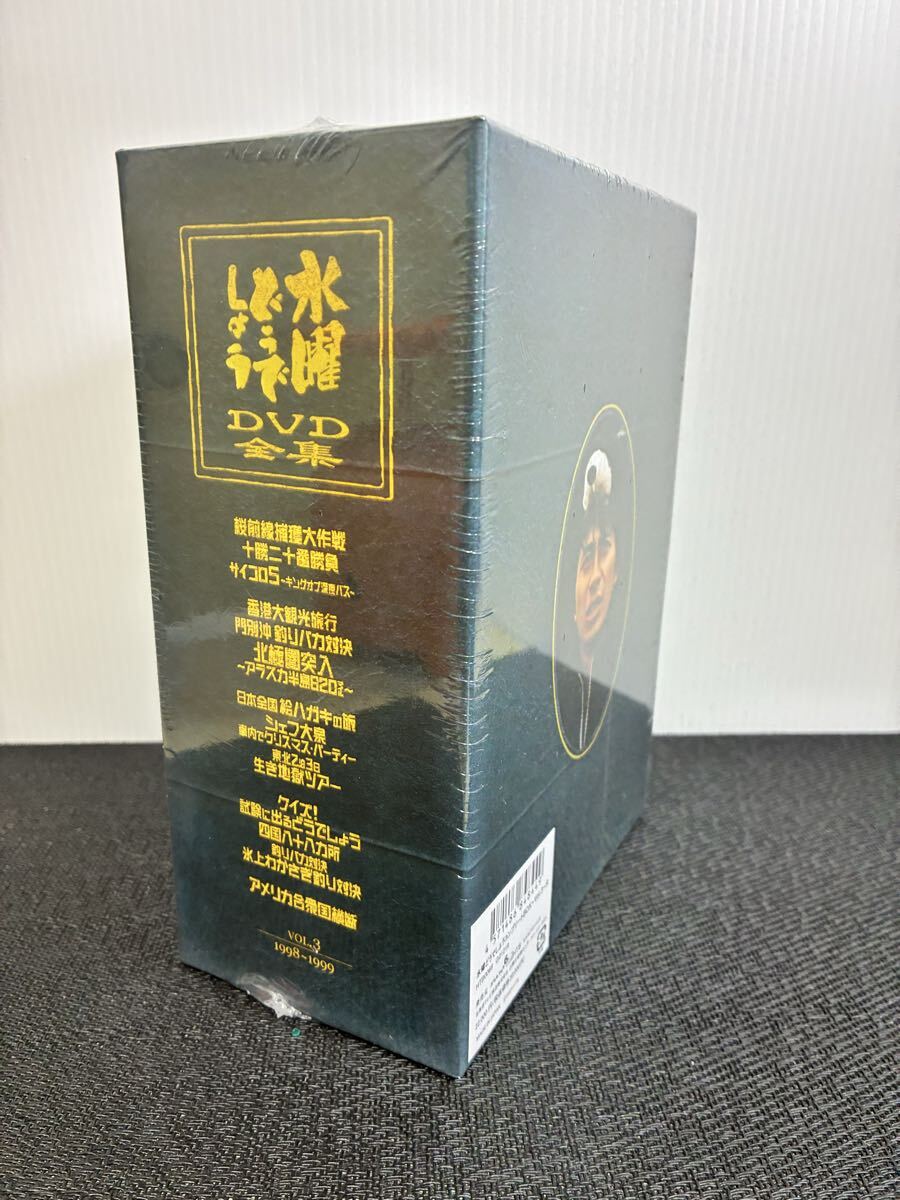 水曜
どうで
しょう
DVD
全集
桜前線捕獲大作戦
十勝二十番勝負
サイコロ5~キングオブ深夜バス~
香港大観光旅行
門別沖 釣りバカ対決
北極圏突入
~アラスカ半島620マイル~
日本全国 絵ハガキの旅
シェフ大泉
車内でクリスマス・パーティー
東北2泊3日
生き地獄ツアー
クイズ!
試験に出るどうでしょう
四国八十八カ所
釣りバカ対決
氷上わかさぎ釣り対決
アメリカ合衆国横断
VOL.3
1998~1999